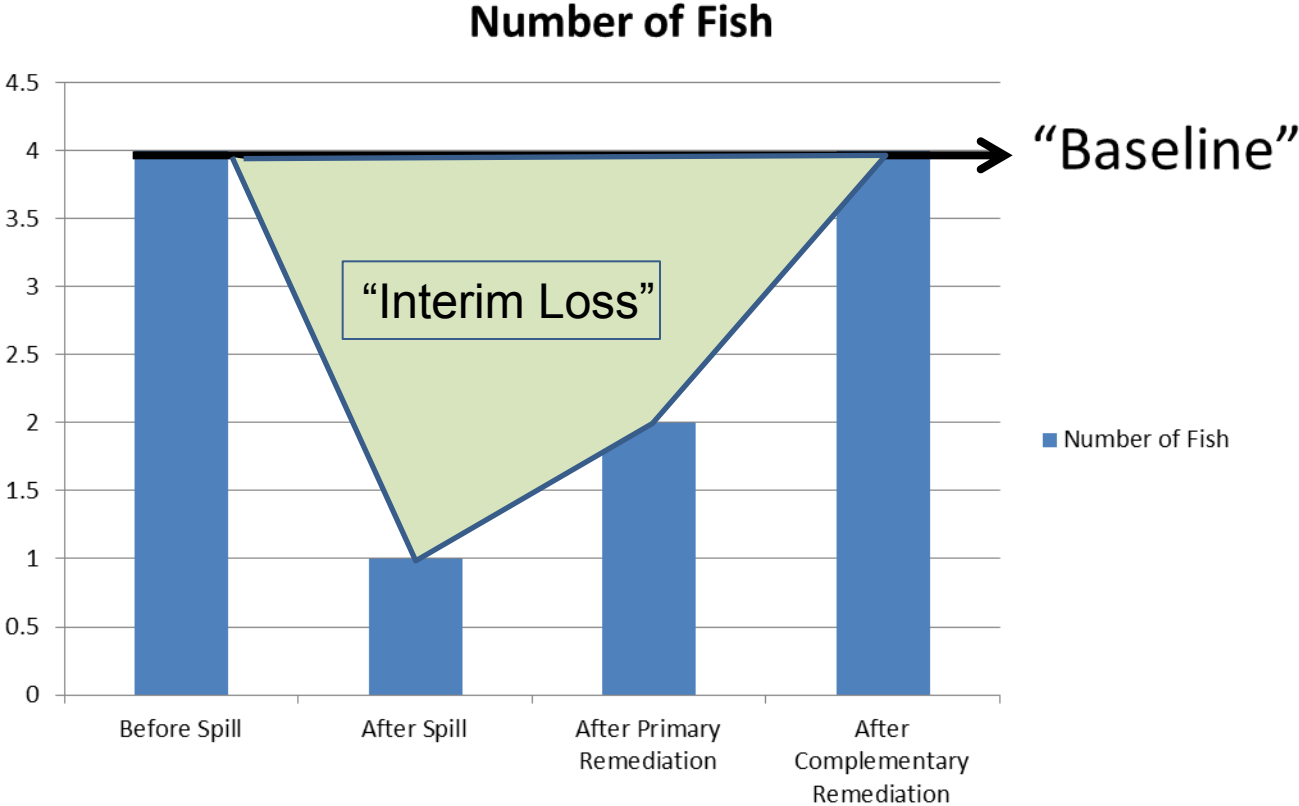 Number of Fish
4.5
4
3.5
3
2.5
2
1.5
1
0.5
0
“Baseline”
“Interim Loss”
Number of Fish
Before Spill
After Spill
After Primary
Remediation
After
Complementary
Remediation